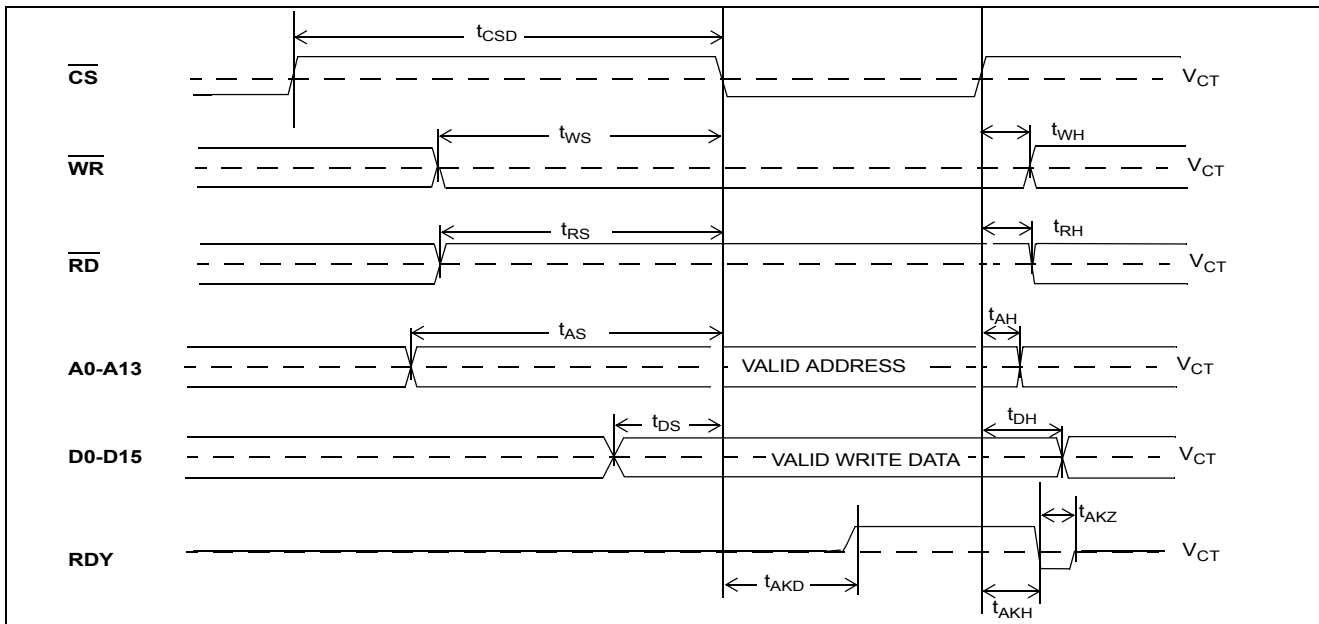 tCSD
CS VCT
tWS tWH
WR VCT
tRS tRH
RD VCT
tAS tAH
A0-A13 VALID ADDRESS VCT
tDS tDH
D0-D15 VALID WRITE DATA VCT
tAKZ
RDY VCT
tAKD
tAKH